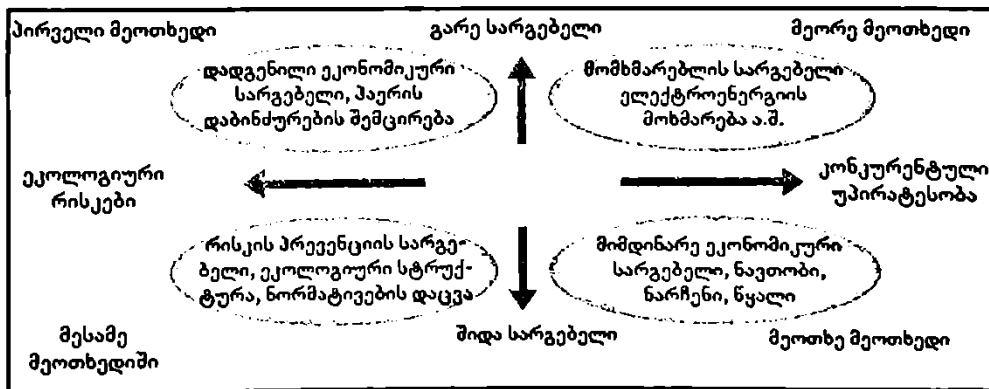 პირველი მეოთხედი
გარე სარგებელი
მეორე მეოთხედი
დადგენილი ეკონომიკური
სარგებელი, ჰაერის
დაბინძურების შემცირება
მომხმარებლის სარგებელი
ელექტროენერგიის
მოხმარება ა.შ.
ეკოლოგიური
რისკები
კონკურენტული
უპირატესობა
რისკის პრევენციის სარგე-
ბელი, ეკოლოგიური სტრუქ-
ტურა, ნორმატივების დაცვა
მიმდინარე ეკონომიკური
სარგებელი, ნავთობი,
ნარჩენი, წყალი
მესამე
მეოთხედიში
შიდა სარგებელი
მეოთხე მეოთხედი